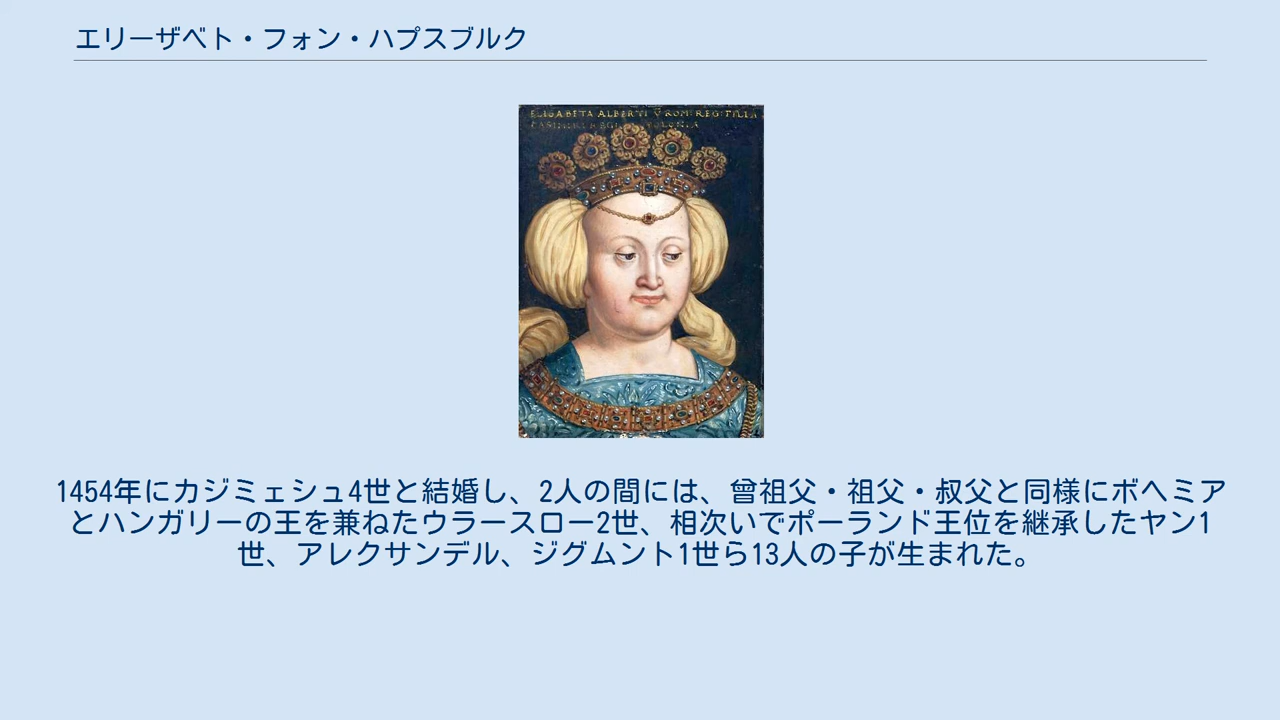 エリーザベト・フォン・ハプスブルク
ELISABETA ALBERTI
ROM REG FILIA
1454年にカジミェシュ4世と結婚し、2人の間には、曾祖父・祖父・叔父と同様にボヘミア
とハンガリーの王を兼ねたウラースロー2世、相次いでポーランド王位を継承したヤン1
世、アレクサンデル、ジグムント1世ら13人の子が生まれた。